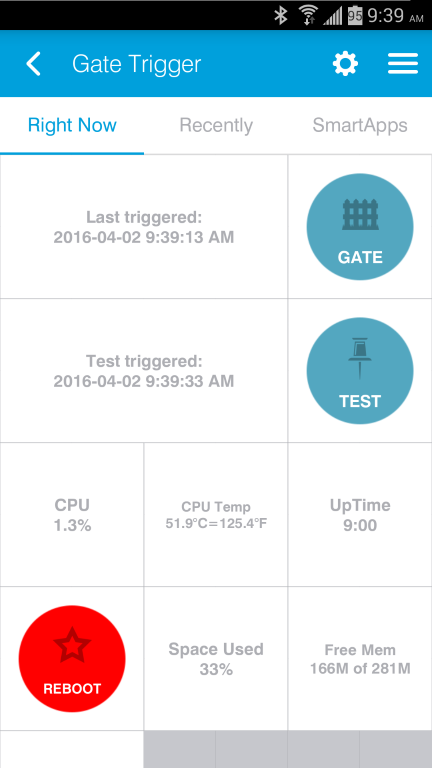 95 9:39 AM
Gate Trigger
Right Now Recently SmartApps
Last triggered:
2016-04-02 9:39:13 AM
GATE
Test triggered:
2016-04-02 9:39:33 AM
TEST
CPU
1.3%
CPU Temp
51.9°C=125.4°F
UpTime
9:00
REBOOT
Space Used
33%
Free Mem
166M of 281M